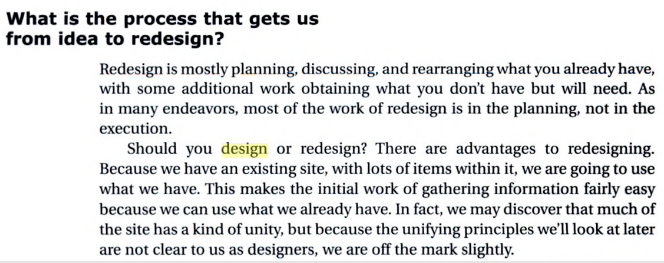 What is the process that gets us
from idea to redesign?
Redesign is mostly planning, discussing, and rearranging what you already have,
with some additional work obtaining what you don't have but will need. As
in many endeavors, most of the work of redesign is in the planning, not in the
execution.
Should you design or redesign? There are advantages to redesigning.
Because we have an existing site, with lots of items within it, we are going to use
what we have. This makes the initial work of gathering information fairly easy
because we can use what we already have. In fact, we may discover that much of
the site has a kind of unity, but because the unifying principles we'll look at later
are not clear to us as designers, we are off the mark slightly.